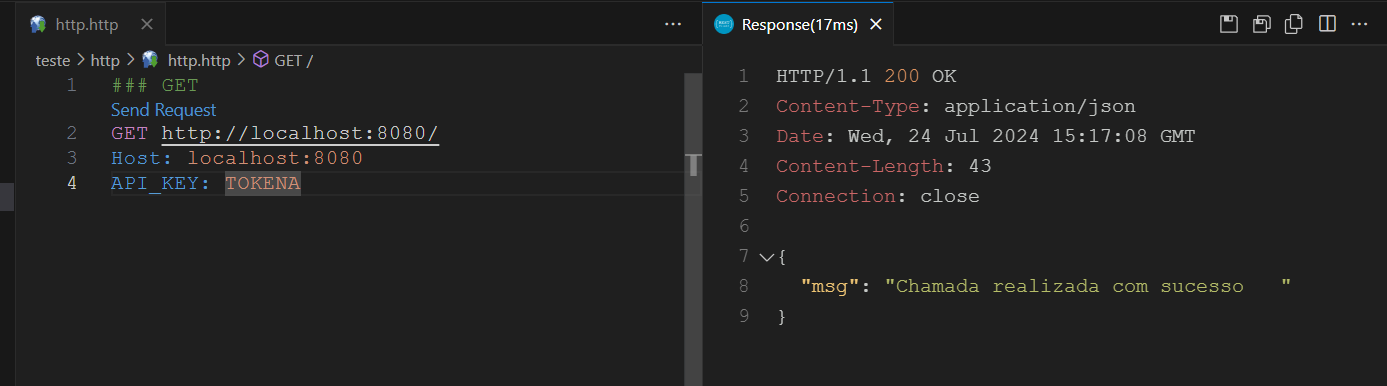 http.http
teste > http > http.http > GET /
1 ### GET
Send Request
2 GET http://localhost:8080/
3 Host: localhost:8080
4 API_KEY: TOKENA
Response(17ms)
1 HTTP/1.1 200 OK
2 Content-Type: application/json
3 Date: Wed, 24 Jul 2024 15:17:08 GMT
4 Content-Length: 43
5 Connection: close
6
7 {
8 "msg": "Chamada realizada com sucesso   "
9 }